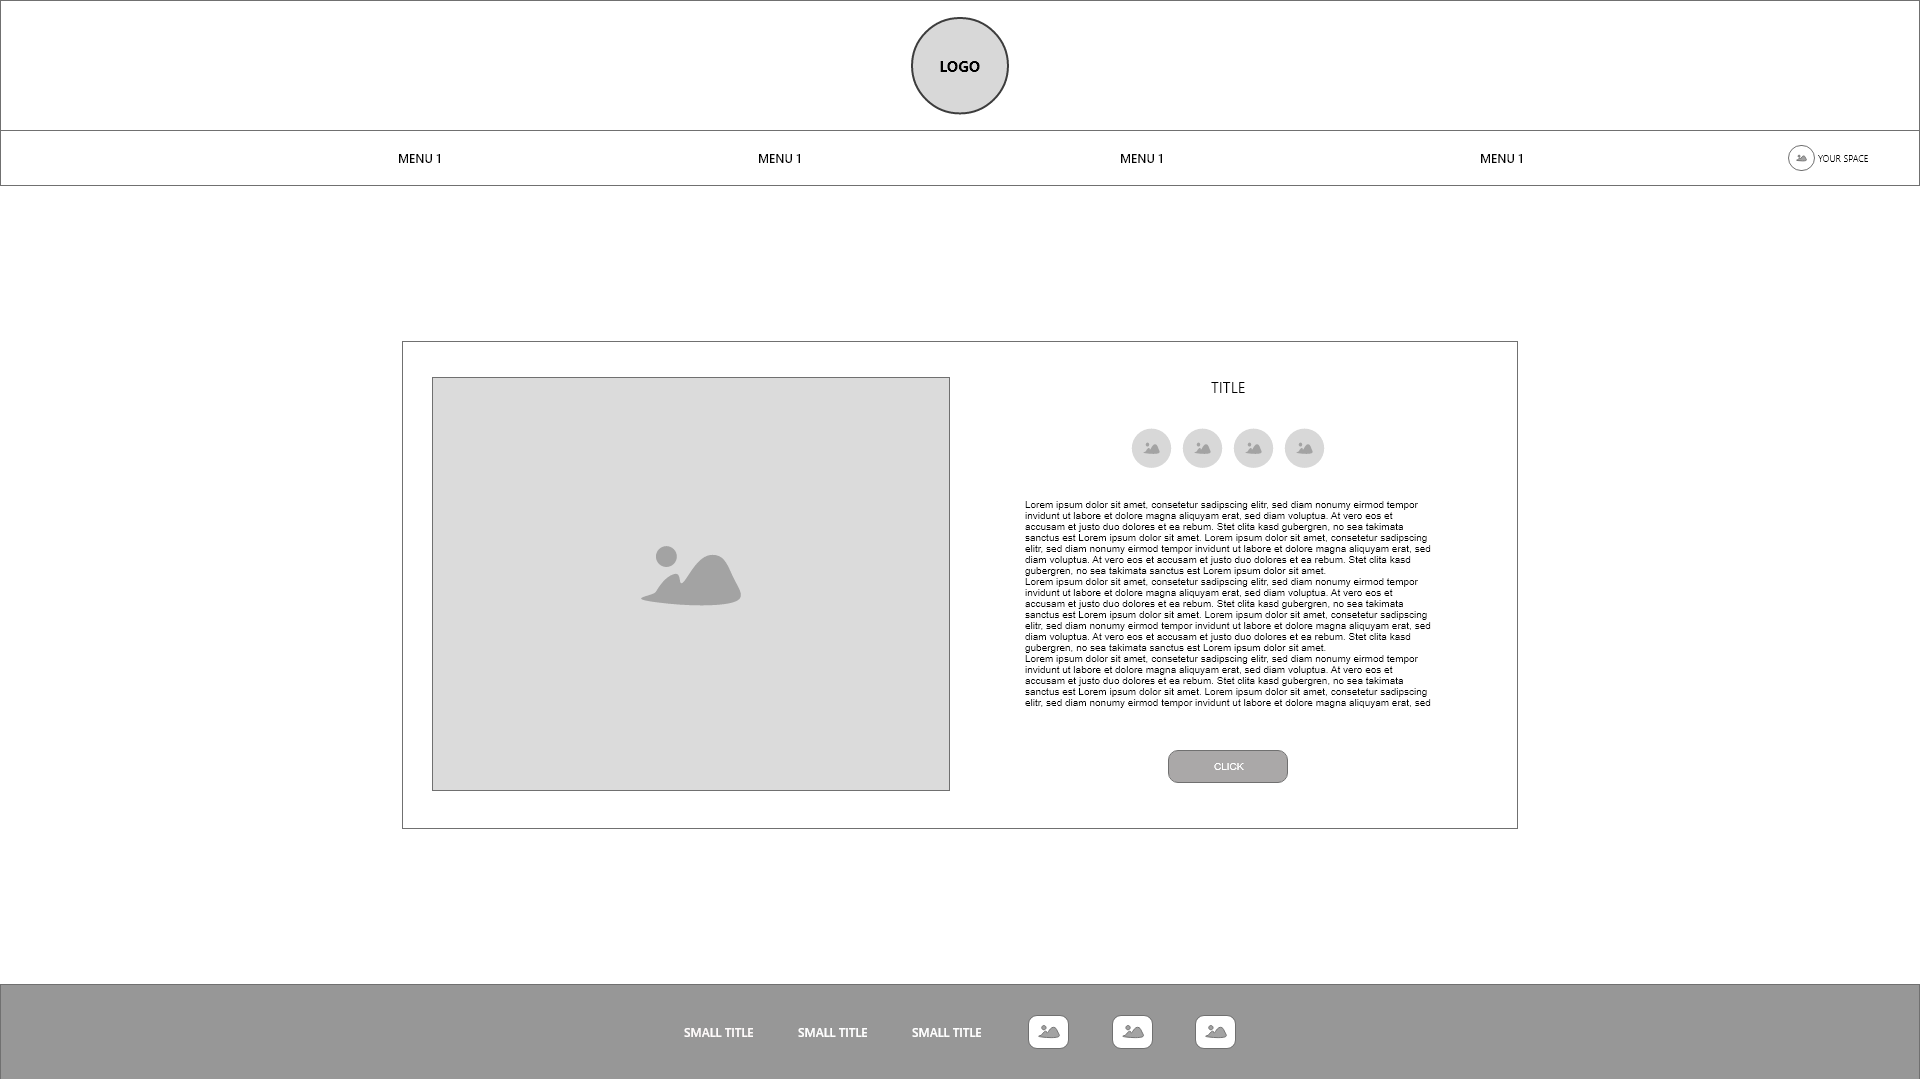 LOGO
MENU 1 MENU 1 MENU 1 MENU 1 YOUR SPACE
TITLE
Lorem ipsum dolor sit amet, consetetur sadipscing elitr, sed diam nonumy eirmod tempor
invidunt ut labore et dolore magna aliquyam erat, sed diam voluptua. At vero eos et
accusam et justo duo dolores et ea rebum. Stet clita kasd gubergren, no sea takimata
sanctus est Lorem ipsum dolor sit amet. Lorem ipsum dolor sit amet, consetetur sadipscing
elitr, sed diam nonumy eirmod tempor invidunt ut labore et dolore magna aliquyam erat, sed
diam voluptua. At vero eos et accusam et justo duo dolores et ea rebum. Stet clita kasd
gubergren, no sea takimata sanctus est Lorem ipsum dolor sit amet.
Lorem ipsum dolor sit amet, consetetur sadipscing elitr, sed diam nonumy eirmod tempor
invidunt ut labore et dolore magna aliquyam erat, sed diam voluptua. At vero eos et
accusam et justo duo dolores et ea rebum. Stet clita kasd gubergren, no sea takimata
sanctus est Lorem ipsum dolor sit amet. Lorem ipsum dolor sit amet, consetetur sadipscing
elitr, sed diam nonumy eirmod tempor invidunt ut labore et dolore magna aliquyam erat, sed
diam voluptua. At vero eos et accusam et justo duo dolores et ea rebum. Stet clita kasd
gubergren, no sea takimata sanctus est Lorem ipsum dolor sit amet.
Lorem ipsum dolor sit amet, consetetur sadipscing elitr, sed diam nonumy eirmod tempor
invidunt ut labore et dolore magna aliquyam erat, sed diam voluptua. At vero eos et
accusam et justo duo dolores et ea rebum. Stet clita kasd gubergren, no sea takimata
sanctus est Lorem ipsum dolor sit amet. Lorem ipsum dolor sit amet, consetetur sadipscing
elitr, sed diam nonumy eirmod tempor invidunt ut labore et dolore magna aliquyam erat, sed
CLICK
SMALL TITLE SMALL TITLE SMALL TITLE